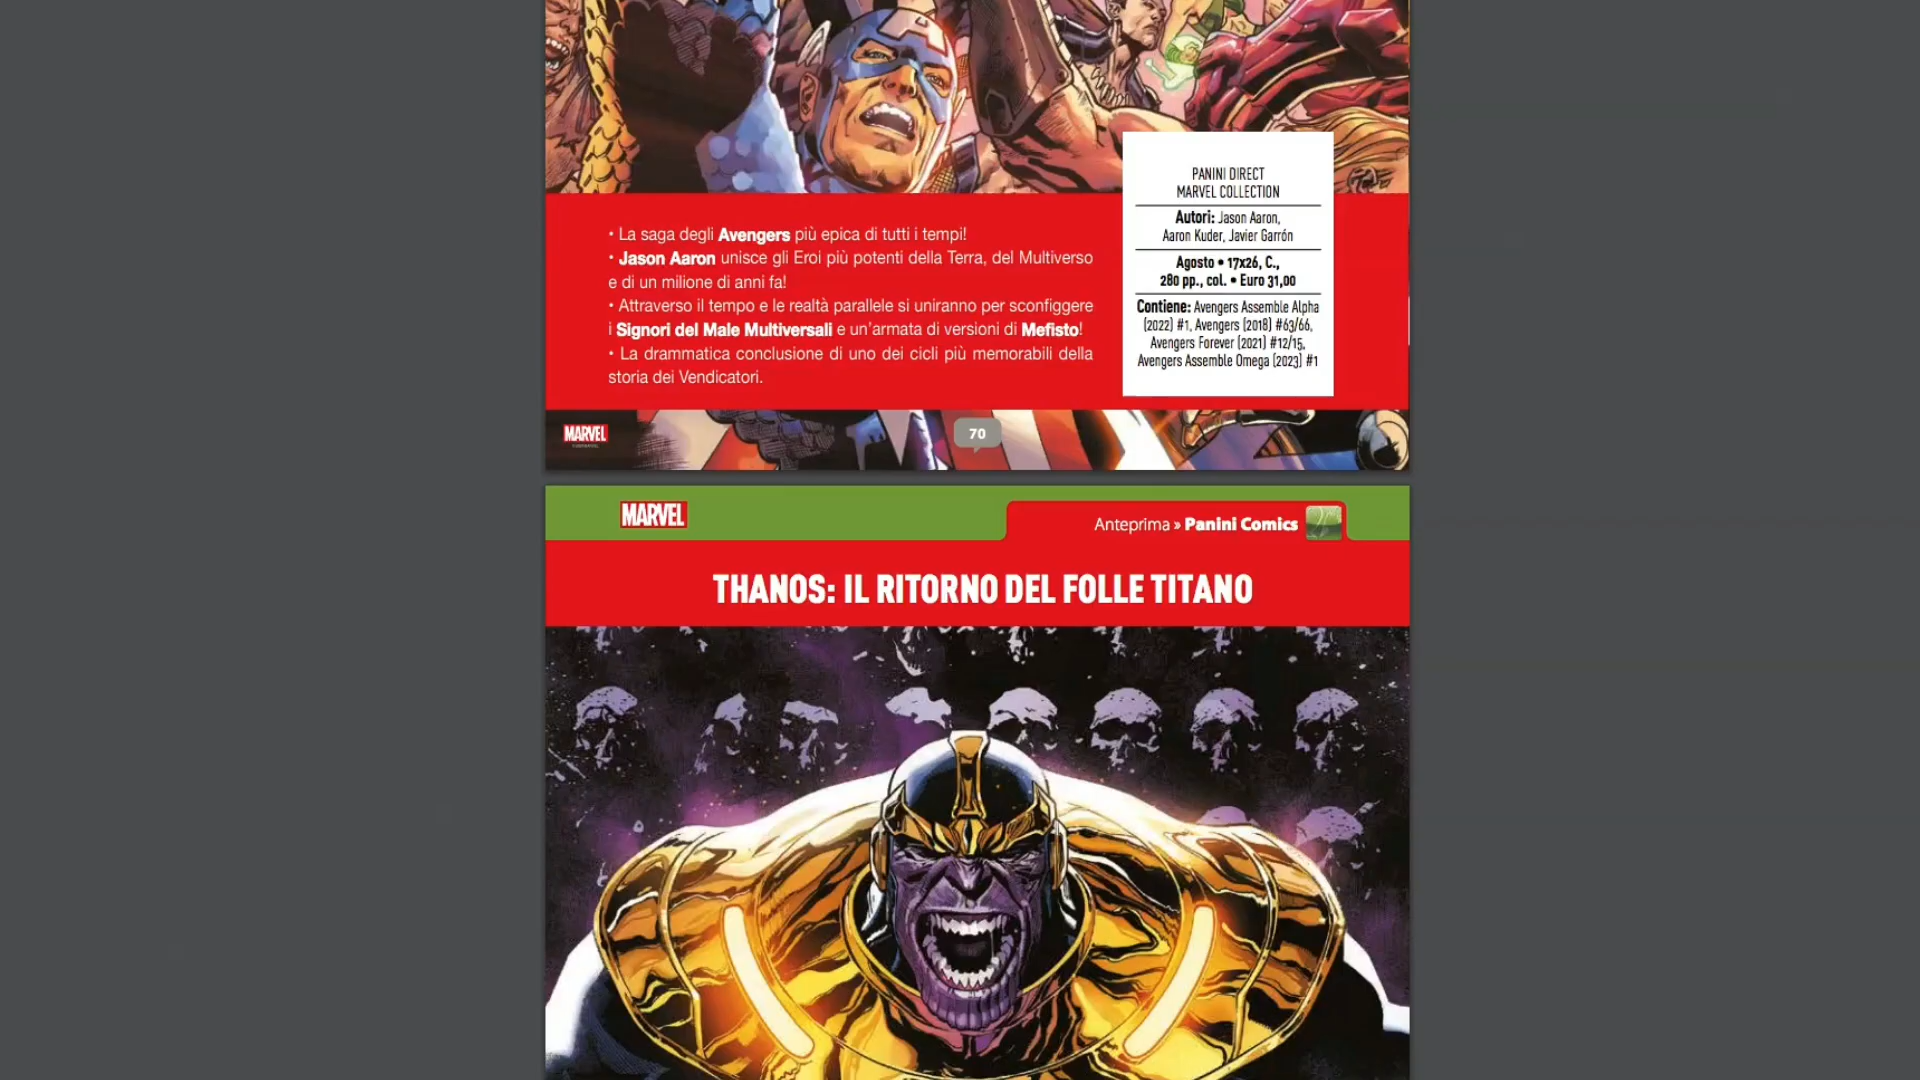 • La saga degli Avengers più epica di tutti i tempi!
• Jason Aaron unisce gli Eroi più potenti della Terra, del Multiverso
e di un milione di anni fa!
• Attraverso il tempo e le realtà parallele si uniranno per sconfiggere
i Signori del Male Multiversali e un'armata di versioni di Mefisto!
• La drammatica conclusione di uno dei cicli più memorabili della
storia dei Vendicatori.
PANINI DIRECT
MARVEL COLLECTION
Autori: Jason Aaron,
Aaron Kuder, Javier Garrón
Agosto • 17x26, C.,
280 pp., col. • Euro 31,00
Contiene: Avengers Assemble Alpha
(2022) #1, Avengers (2018) #63/66,
Avengers Forever (2021) #12/15,
Avengers Assemble Omega (2023) #1
MARVEL
70
MARVEL
Anteprima » Panini Comics
THANOS: IL RITORNO DEL FOLLE TITANO